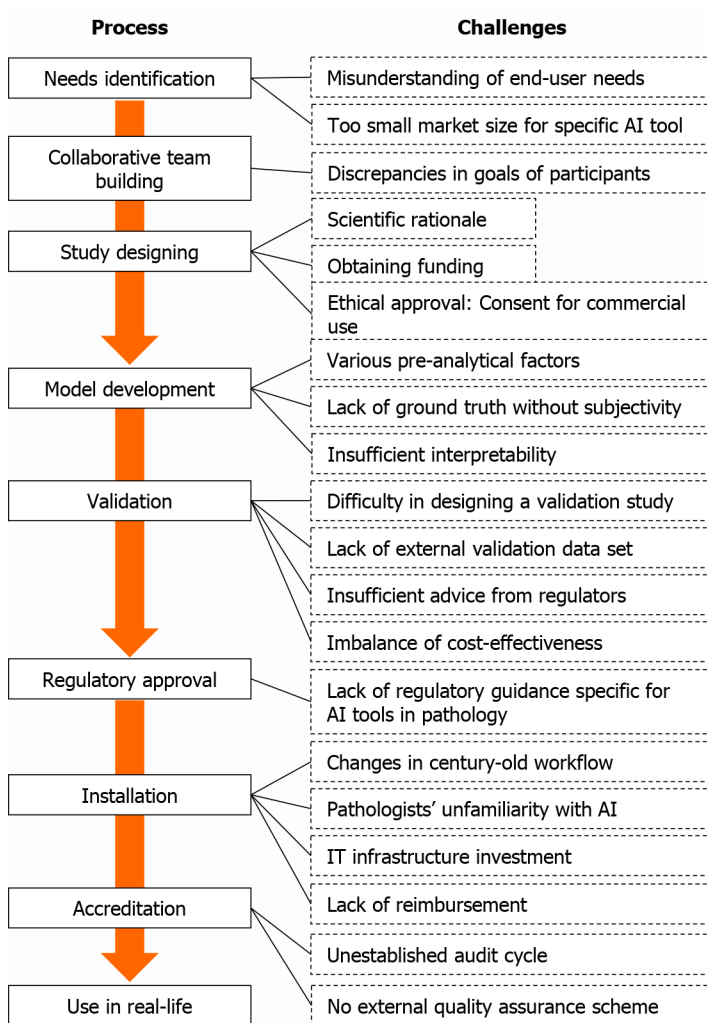 Process
Challenges
Needs identification
Misunderstanding of end-user needs
Too small market size for specific AI tool
Collaborative team
building
Discrepancies in goals of participants
Study designing
Scientific rationale
Obtaining funding
Ethical approval: Consent for commercial
use
Model development
Various pre-analytical factors
Lack of ground truth without subjectivity
Insufficient interpretability
Validation
Difficulty in designing a validation study
Lack of external validation data set
Insufficient advice from regulators
Imbalance of cost-effectiveness
Regulatory approval
Lack of regulatory guidance specific for
AI tools in pathology
Installation
Changes in century-old workflow
Pathologists’ unfamiliarity with AI
IT infrastructure investment
Lack of reimbursement
Accreditation
Unestablished audit cycle
No external quality assurance scheme
Use in real-life